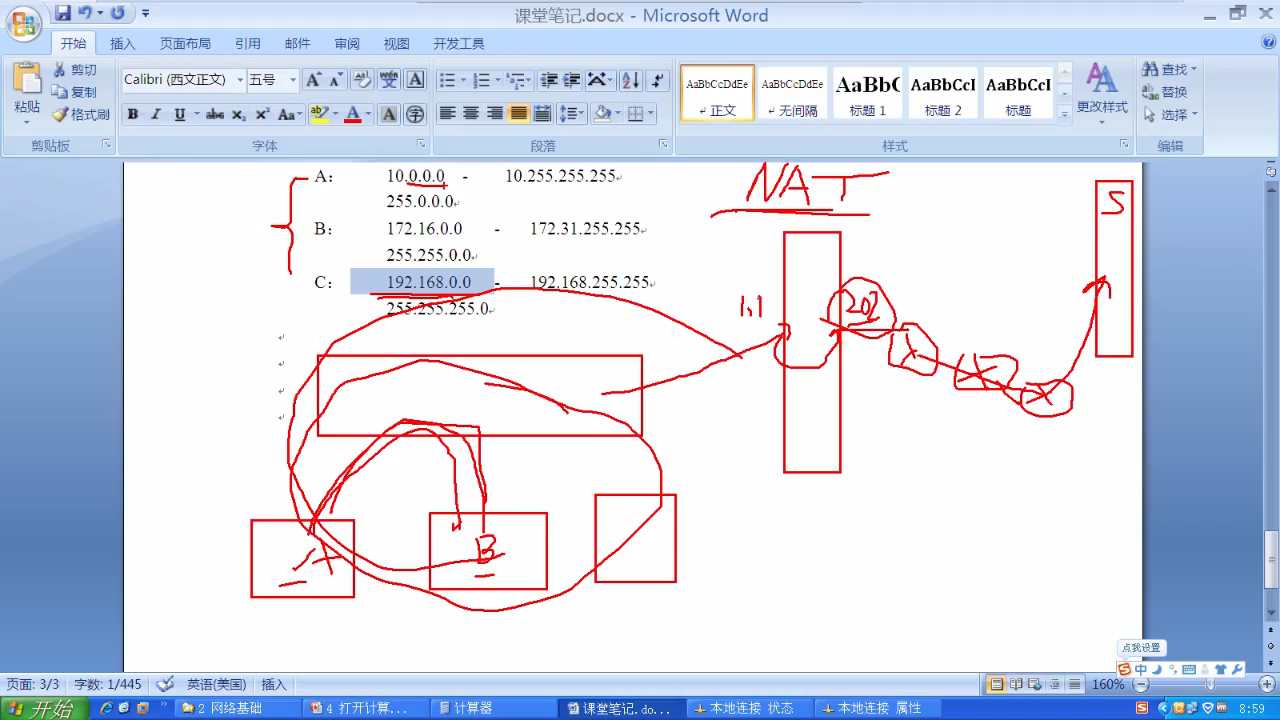 课堂笔记.docx - Microsoft Word
开始 插入 页面布局 引用 邮件 审阅 视图 开发工具
粘贴 剪切 复制 格式刷
Calibri (西文正文) 五号
AaBbCcDdEe AaBbCcDdEe AaBbC AaBbCcI AaBbCcI
正文 无间隔 标题 1 标题 2 标题
更改样式
查找 替换 选择
剪贴板 字体 段落 样式 编辑
A: 10.0.0.0 - 10.255.255.255
255.0.0.0
B: 172.16.0.0 - 172.31.255.255
255.255.0.0
C: 192.168.0.0 - 192.168.255.255
255.255.255.0
NAT
S
1.1
202
A
B
点我设置
中
页面: 3/3 字数: 1/445 英语(美国) 插入 160%
开始 2 网络基础 4 打开计算... 计算器 课堂笔记.do... 本地连接 状态 本地连接 属性 8:59